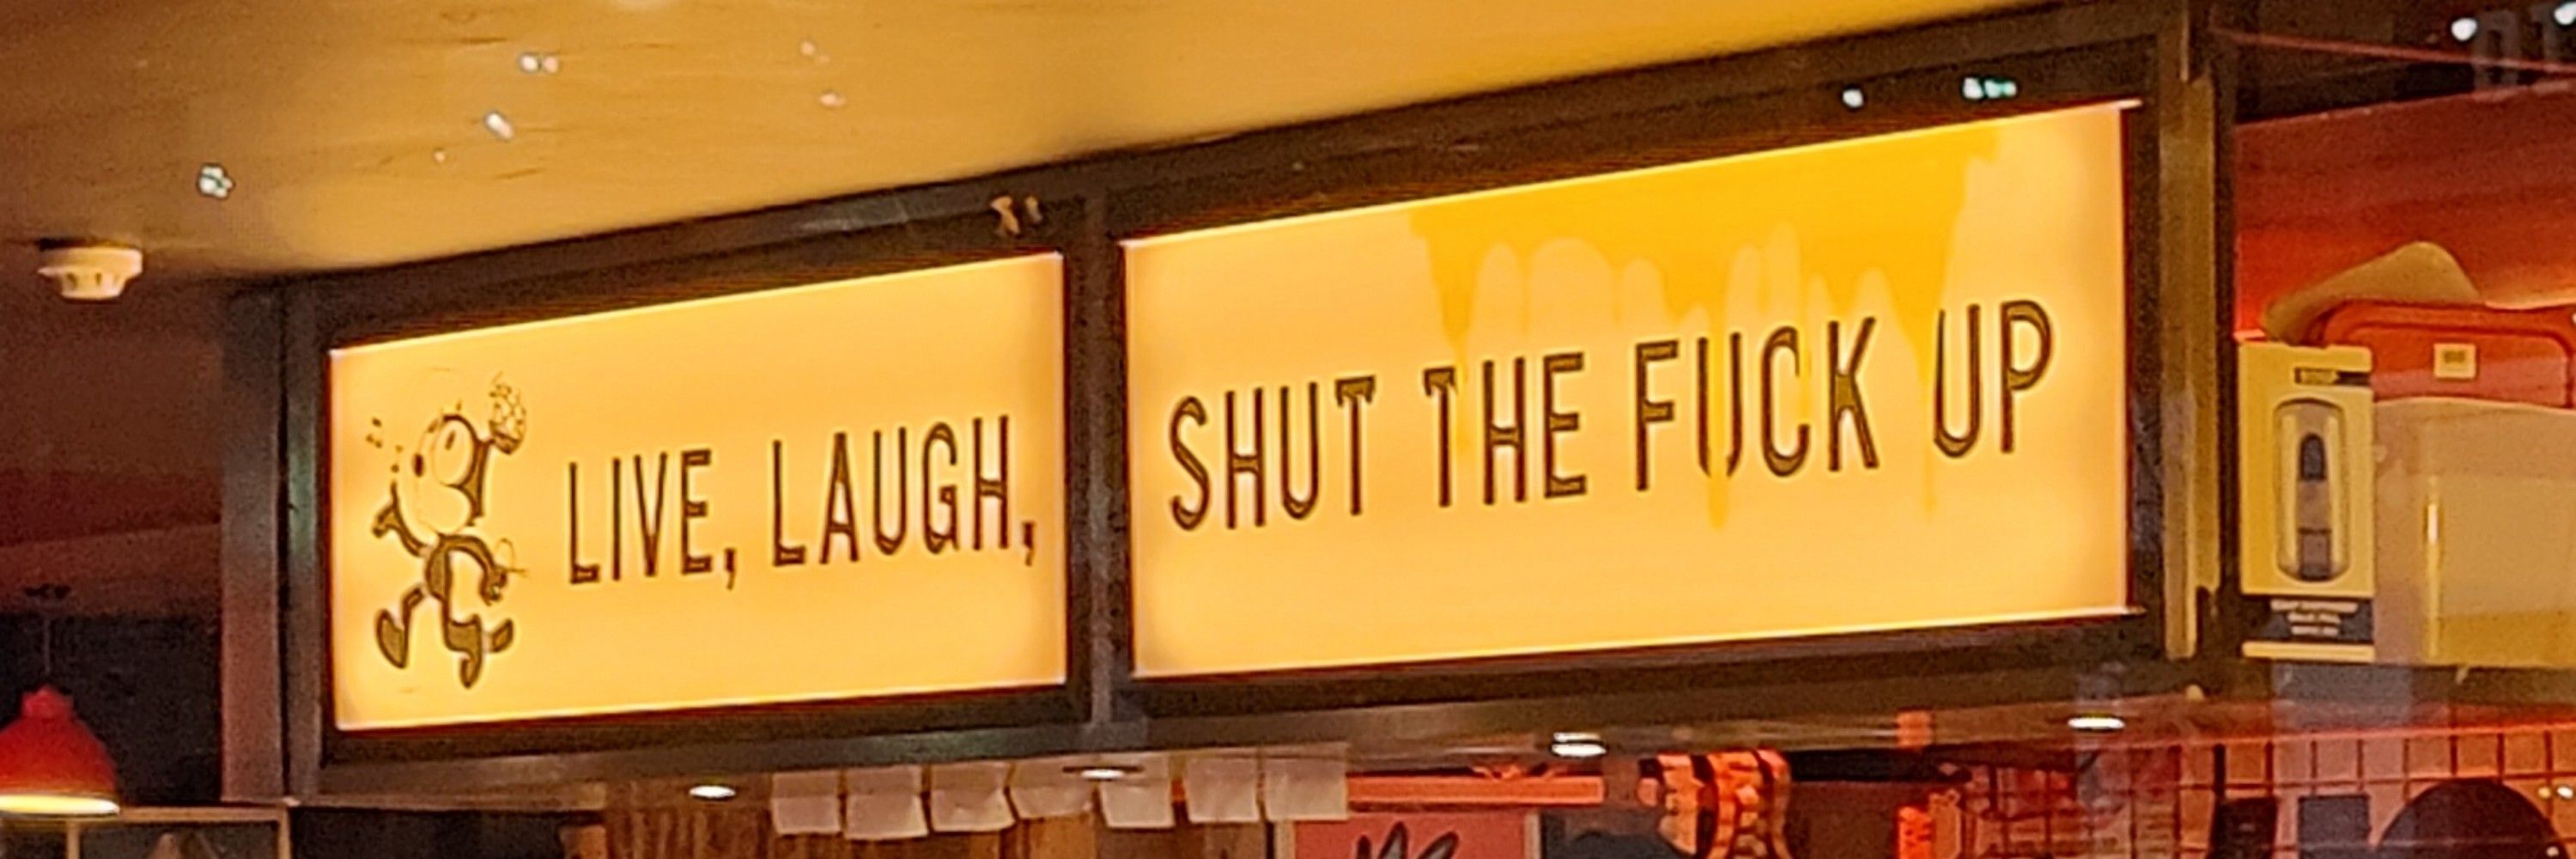 LIVE, LAUGH,
SHUT THE FUCK UP